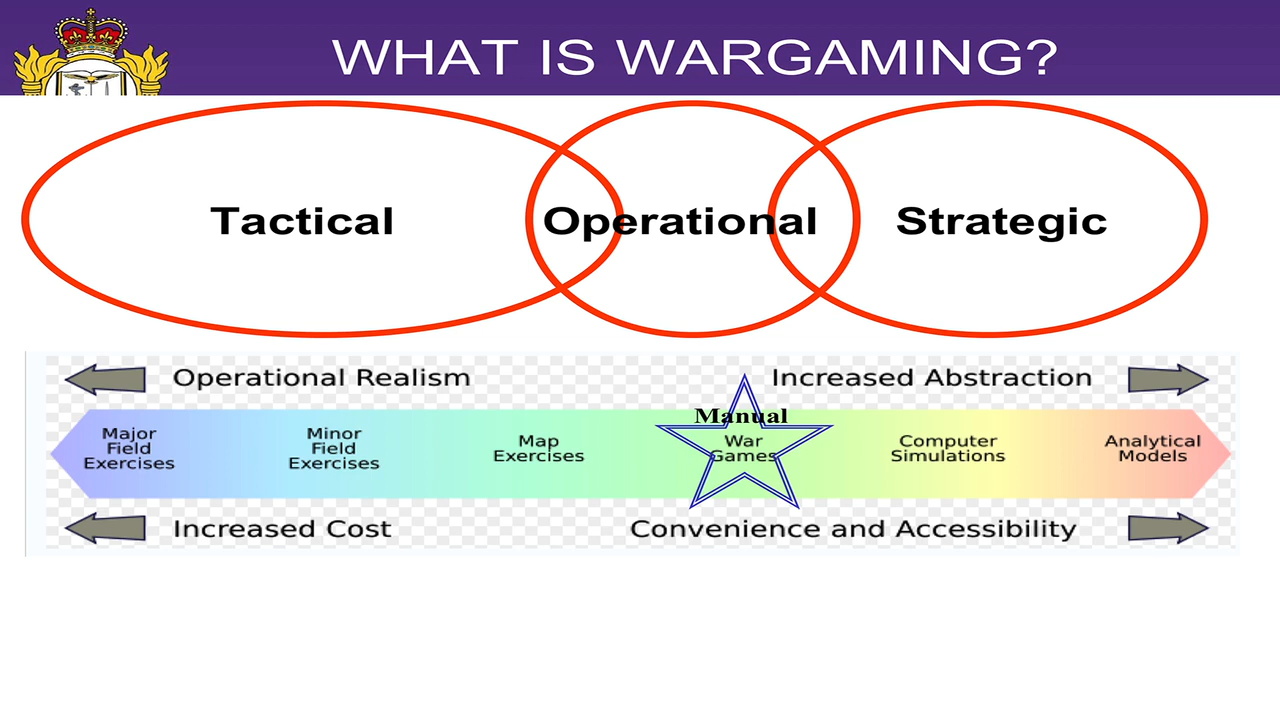 WHAT IS WARGAMING?
Tactical
Operational
Strategic
Operational Realism
Increased Abstraction
Major
Field
Exercises
Minor
Field
Exercises
Map
Exercises
Manual
War
Games
Computer
Simulations
Analytical
Models
Increased Cost
Convenience and Accessibility